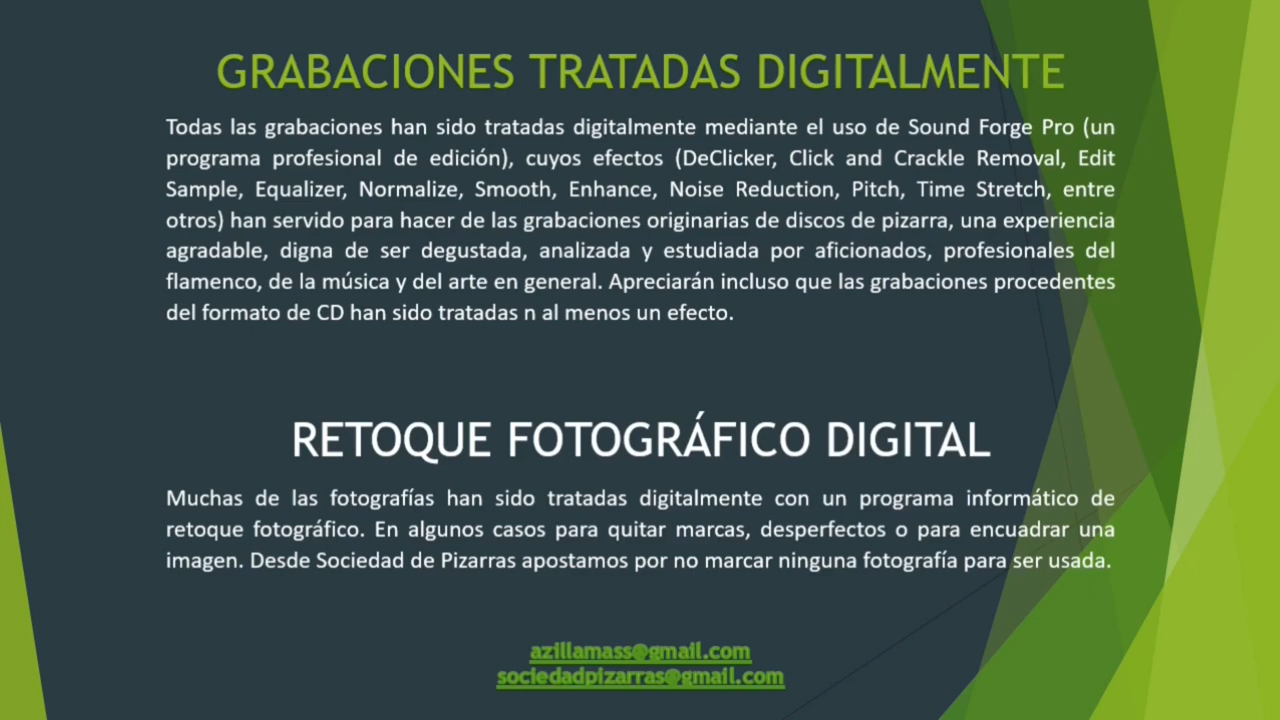 GRABACIONES TRATADAS DIGITALMENTE
Todas las grabaciones han sido tratadas digitalmente mediante el uso de Sound Forge Pro (un
programa profesional de edición), cuyos efectos (DeClicker, Click and Crackle Removal, Edit
Sample, Equalizer, Normalize, Smooth, Enhance, Noise Reduction, Pitch, Time Stretch, entre
otros) han servido para hacer de las grabaciones originarias de discos de pizarra, una experiencia
agradable, digna de ser degustada, analizada y estudiada por aficionados, profesionales del
flamenco, de la música y del arte en general. Apreciarán incluso que las grabaciones procedentes
del formato de CD han sido tratadas n al menos un efecto.
RETOQUE FOTOGRÁFICO DIGITAL
Muchas de las fotografías han sido tratadas digitalmente con un programa informático de
retoque fotográfico. En algunos casos para quitar marcas, desperfectos o para encuadrar una
imagen. Desde Sociedad de Pizarras apostamos por no marcar ninguna fotografía para ser usada.
azillamass@gmail.com
sociedadpizarras@gmail.com